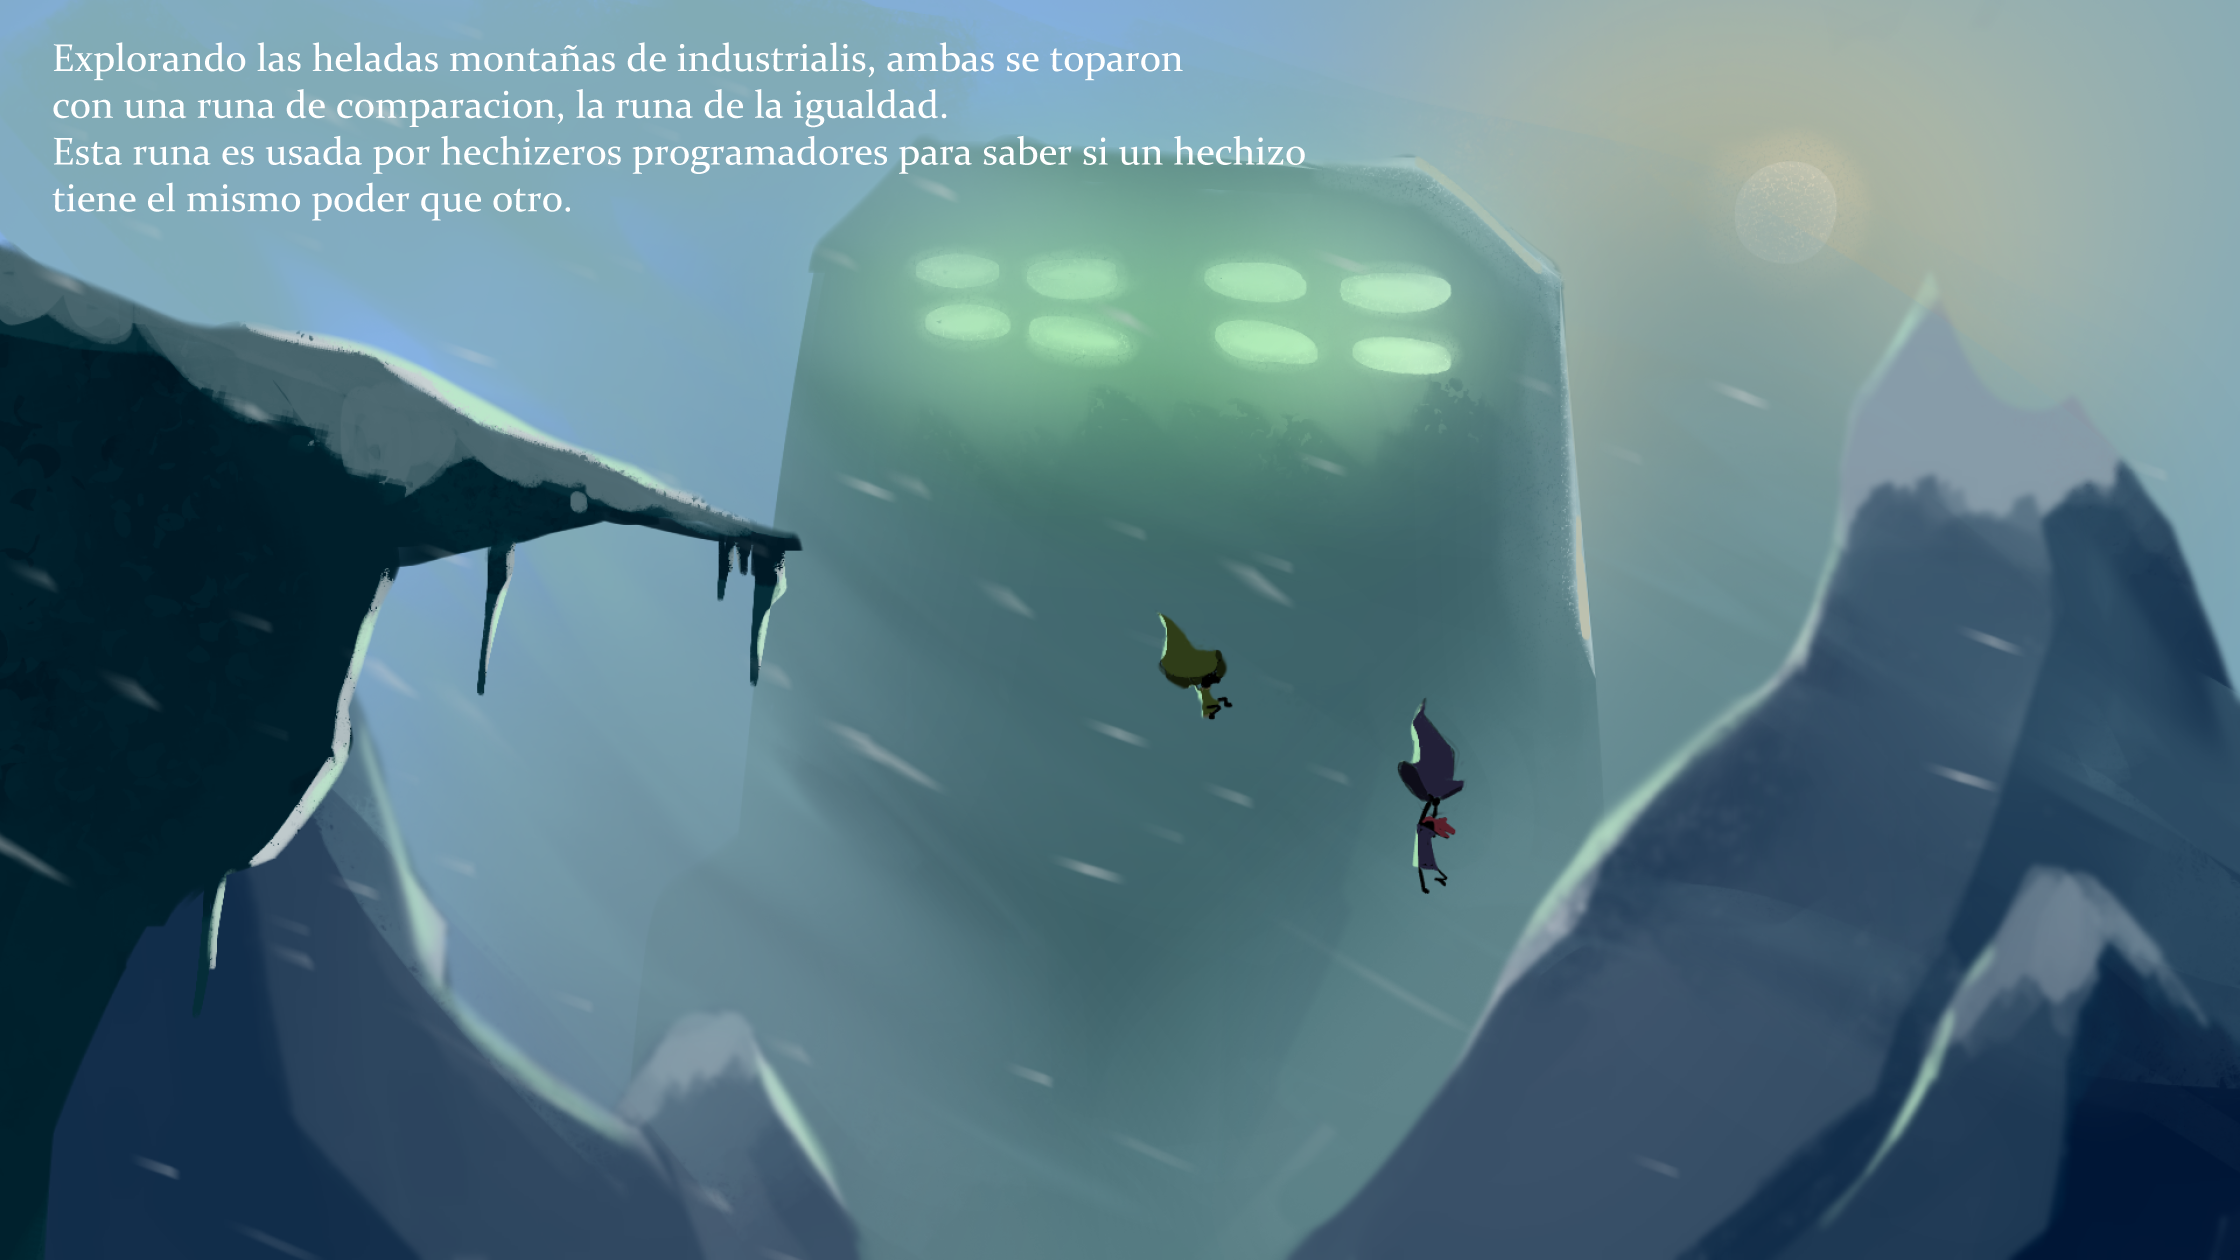 Explorando las heladas montañas de industrialis, ambas se toparon
con una runa de comparacion, la runa de la igualdad.
Esta runa es usada por hechizeros programadores para saber si un hechizo
tiene el mismo poder que otro.